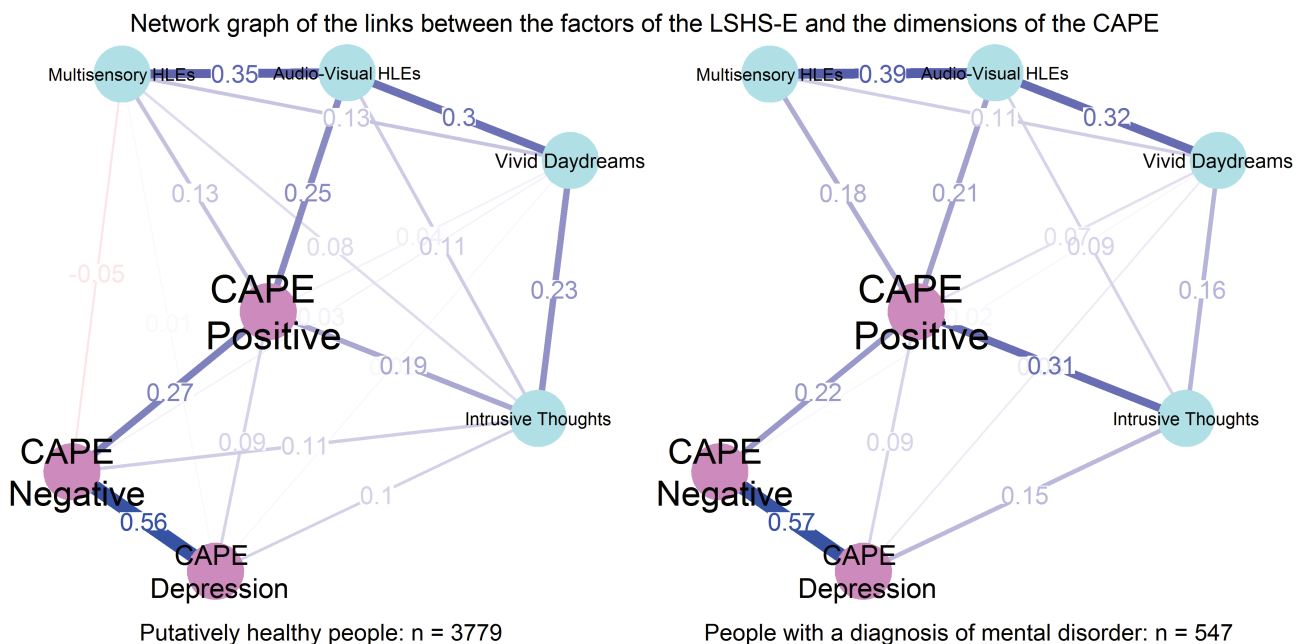 Network graph of the links between the factors of the LSHS-E and the dimensions of the CAPE
Multisensory HLEs
0.35
Audio-Visual HLEs
0.13
0.3
Vivid Daydreams
0.13
0.25
0.08
0.04
0.11
-0.05
0.23
CAPE
Positive
0.03
0.01
0.19
0.27
Intrusive Thoughts
0.09
0.11
CAPE
Negative
0.1
0.56
CAPE
Depression
Putatively healthy people: n = 3779
Multisensory HLEs
0.39
Audio-Visual HLEs
0.11
0.32
Vivid Daydreams
0.18
0.21
0.07
0.09
0.16
CAPE
Positive
0.02
0.31
0.22
Intrusive Thoughts
0.09
CAPE
Negative
0.15
0.57
CAPE
Depression
People with a diagnosis of mental disorder: n = 547